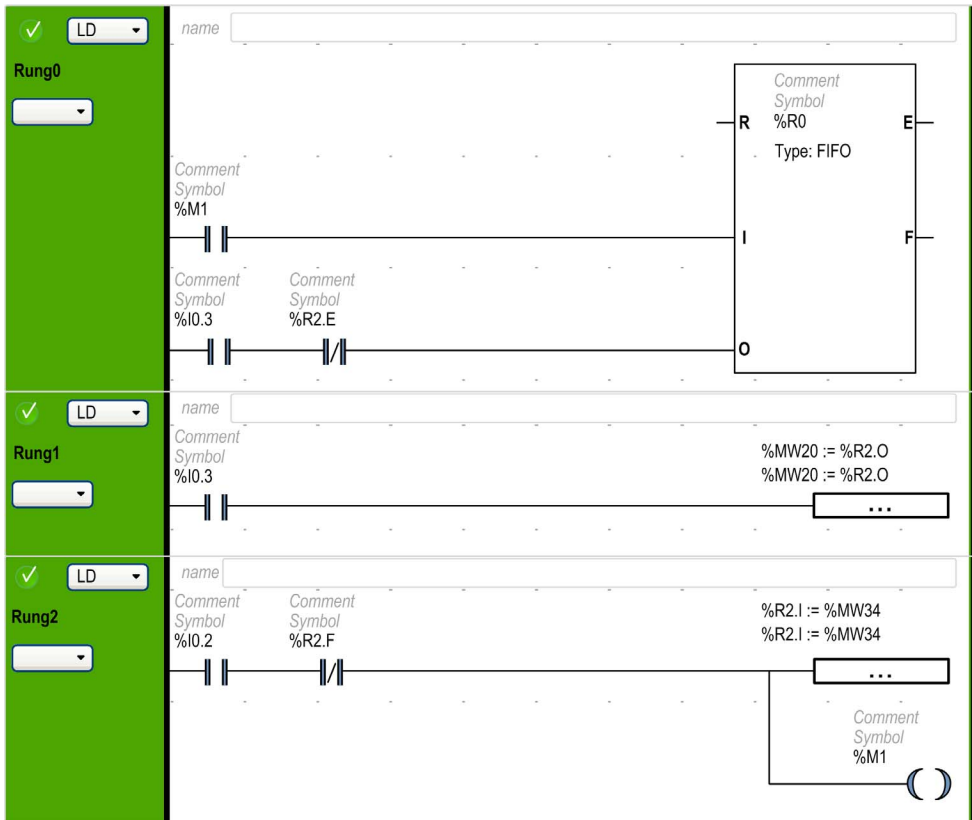 LD
name
Rung0
Comment
Symbol
R %R0 E
Type: FIFO
Comment
Symbol
%M1
I F
Comment Comment
Symbol Symbol
%I0.3 %R2.E
O
LD
name
Rung1
Comment
Symbol
%I0.3
%MW20 := %R2.O
%MW20 := %R2.O
...
LD
name
Rung2
Comment Comment
Symbol Symbol
%I0.2 %R2.F
%R2.I := %MW34
%R2.I := %MW34
...
Comment
Symbol
%M1